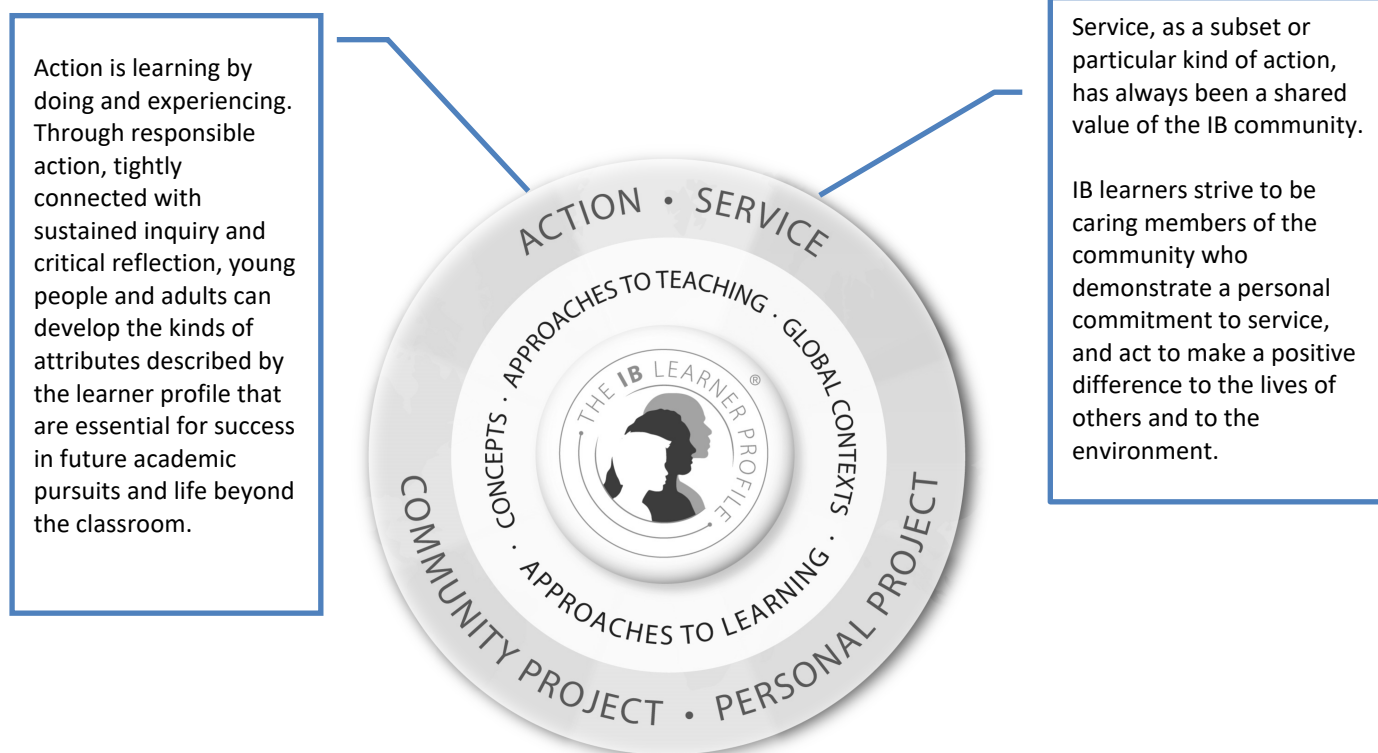 Action is learning by
doing and experiencing.
Through responsible
action, tightly
connected with
sustained inquiry and
critical reflection, young
people and adults can
develop the kinds of
attributes described by
the learner profile that
are essential for success
in future academic
pursuits and life beyond
the classroom.
Service, as a subset or
particular kind of action,
has always been a shared
value of the IB community.
IB learners strive to be
caring members of the
community who
demonstrate a personal
commitment to service,
and act to make a positive
difference to the lives of
others and to the
environment.
ACTION • SERVICE
COMMUNITY PROJECT • PERSONAL PROJECT
CONCEPTS · APPROACHES TO TEACHING · GLOBAL CONTEXTS ·
· APPROACHES TO LEARNING
• THE IB LEARNER PROFILE •
®